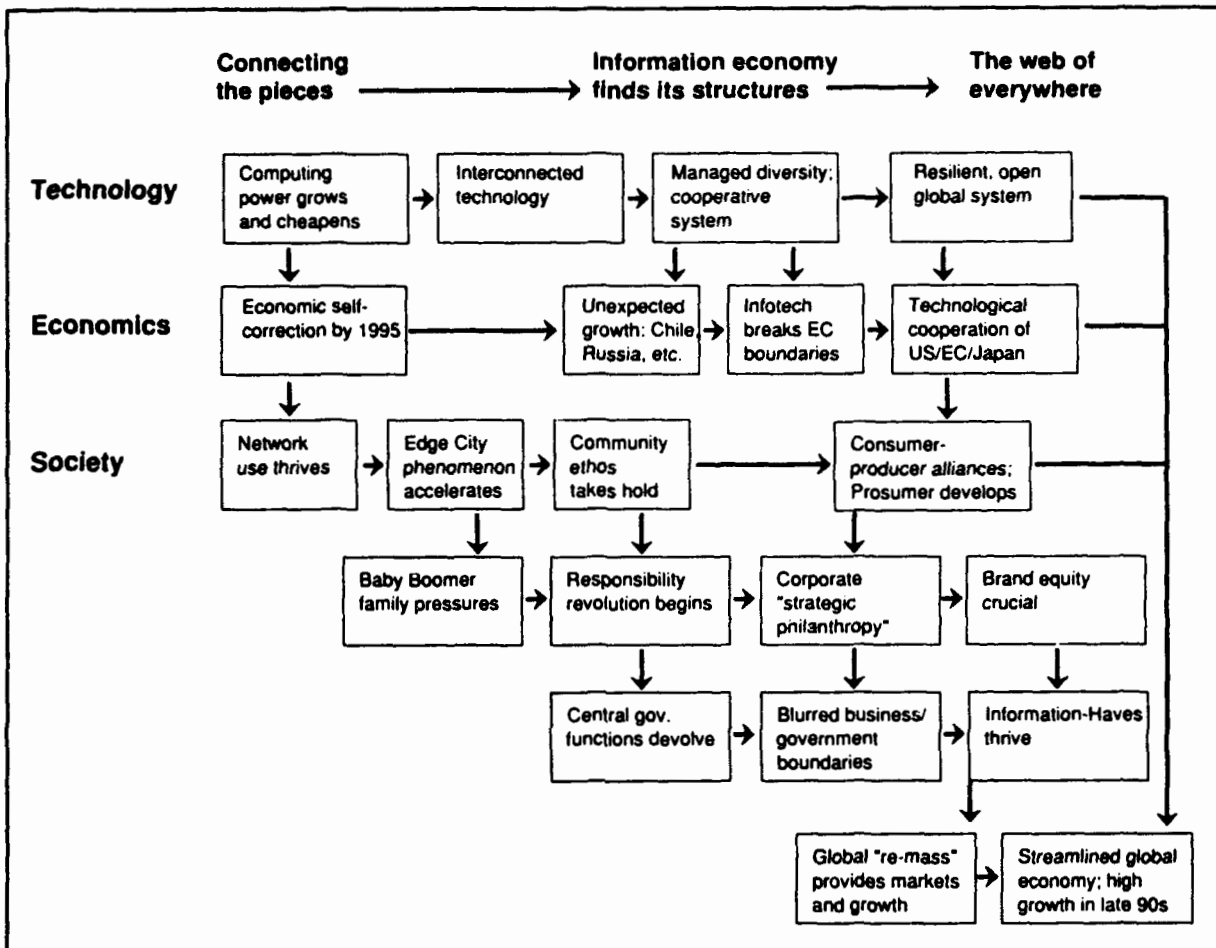 Connecting
the pieces
Information economy
finds its structures
The web of
everywhere
Technology
Computing
power grows
and cheapens
Interconnected
technology
Managed diversity;
cooperative
system
Resilient, open
global system
Economics
Economic self-
correction by 1995
Unexpected
growth: Chile,
Russia, etc.
Infotech
breaks EC
boundaries
Technological
cooperation of
US/EC/Japan
Society
Network
use thrives
Edge City
phenomenon
accelerates
Community
ethos
takes hold
Consumer-
producer alliances;
Prosumer develops
Baby Boomer
family pressures
Responsibility
revolution begins
Corporate
"strategic
philanthropy"
Brand equity
crucial
Central gov.
functions devolve
Blurred business/
government
boundaries
Information-Haves
thrive
Global "re-mass"
provides markets
and growth
Streamlined global
economy; high
growth in late 90s